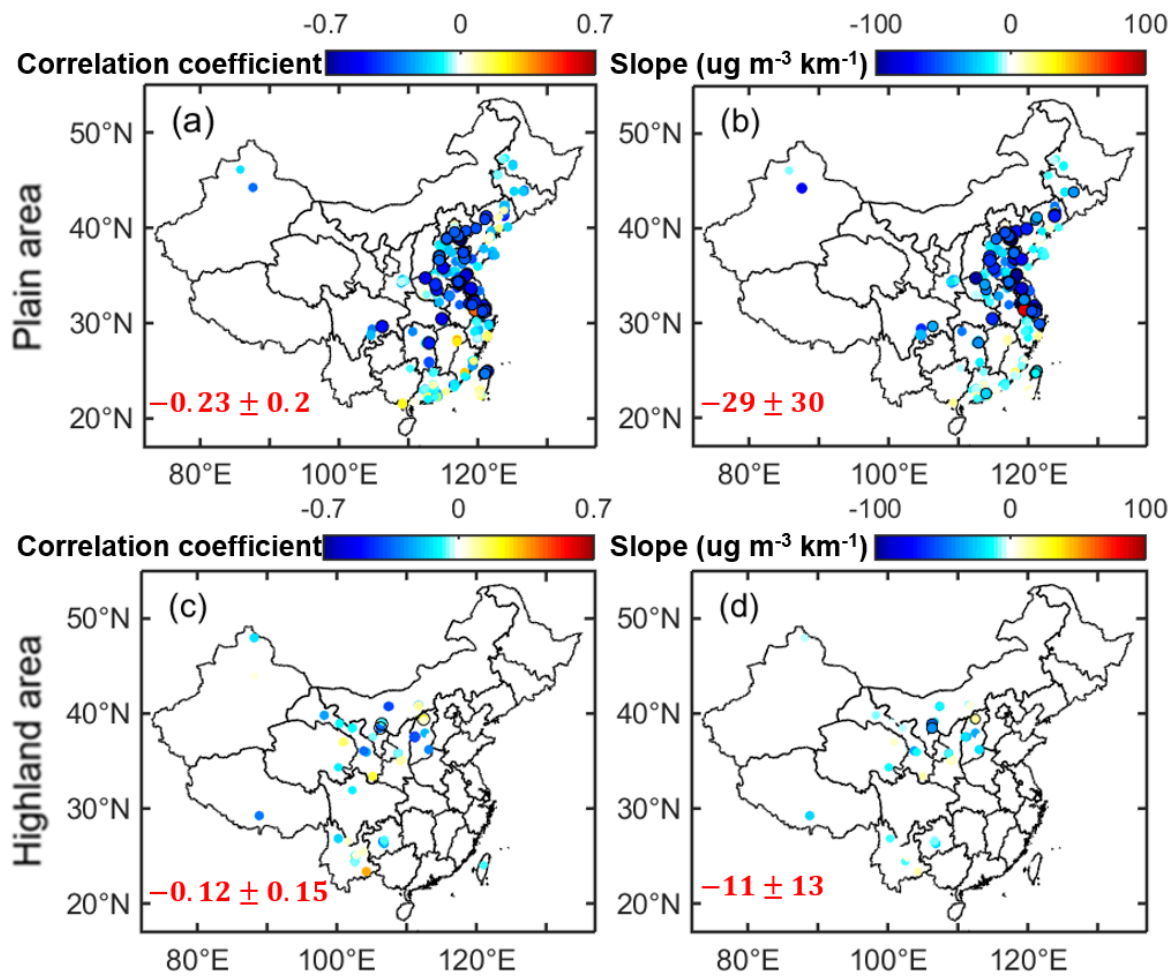 -0.7 0 0.7 -100 0 100
Correlation coefficient Slope (ug m⁻³ km⁻¹)
Plain area
(a) (b)
50°N 50°N
40°N 40°N
30°N 30°N
20°N 20°N
−0.23 ± 0.2 −29 ± 30
80°E 100°E 120°E 80°E 100°E 120°E
-0.7 0 0.7 -100 0 100
Correlation coefficient Slope (ug m⁻³ km⁻¹)
Highland area
(c) (d)
50°N 50°N
40°N 40°N
30°N 30°N
20°N 20°N
−0.12 ± 0.15 −11 ± 13
80°E 100°E 120°E 80°E 100°E 120°E